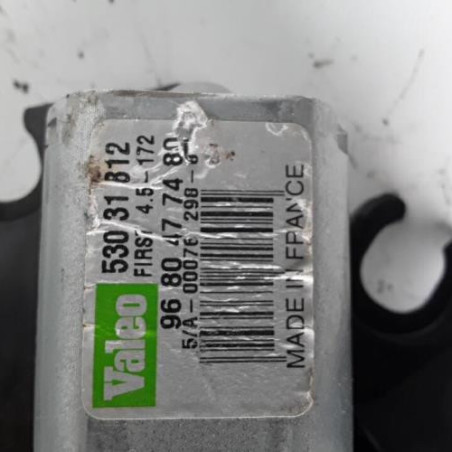 Valeo
530 31 812
FIRST 4.5-172
96 80 47 74 80
5/A-00076 298-
MADE IN FRANCE